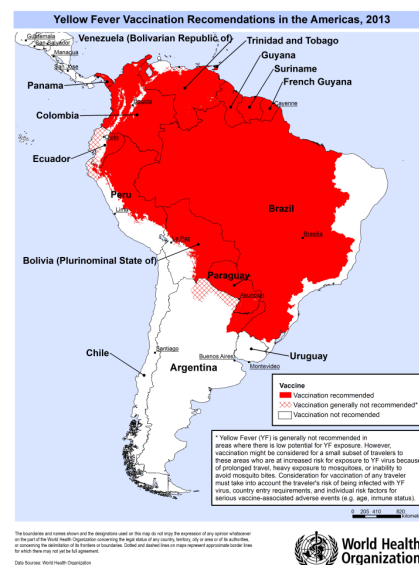 Yellow Fever Vaccination Recomendations in the Americas, 2013
Guatemala
San Salvador
Managua
San Jose
Venezuela (Bolivarian Republic of)
Trinidad and Tobago
Guyana
Suriname
French Guyana
Panama
Cayenne
Colombia
Bogota
Ecuador
Quito
Peru
Lima
Brazil
Brasilia
La Paz
Bolivia (Plurinominal State of)
Paraguay
Asuncion
Chile
Santiago
Buenos Aires
Uruguay
Montevideo
Argentina
Vaccine
Vaccination recommended
Vaccination generally not recommended*
Vaccination not recommended
* Yellow Fever (YF) is generally not recommended in
areas where there is low potential for YF exposure. However,
vaccination might be considered for a small subset of travelers to
these areas who are at increased risk for exposure to YF virus because
of prolonged travel, heavy exposure to mosquitoes, or inability to
avoid mosquito bites. Consideration for vaccination of any traveler
must take into account the traveler's risk of being infected with YF
virus, country entry requirements, and individual risk factors for
serious vaccine-associated adverse events (e.g. age, inmune status).
0 205 410 820
Kilometers
The boundaries and names shown and the designations used on this map do not imply the expression of any opinion whatsoever
on the part of the World Health Organization concerning the legal status of any country, territory, city or area or of its authorities,
or concerning the delimitation of its frontiers or boundaries. Dotted and dashed lines on maps represent approximate border lines
for which there may not yet be full agreement.
Data Sources: World Health Organization
World Health
Organization